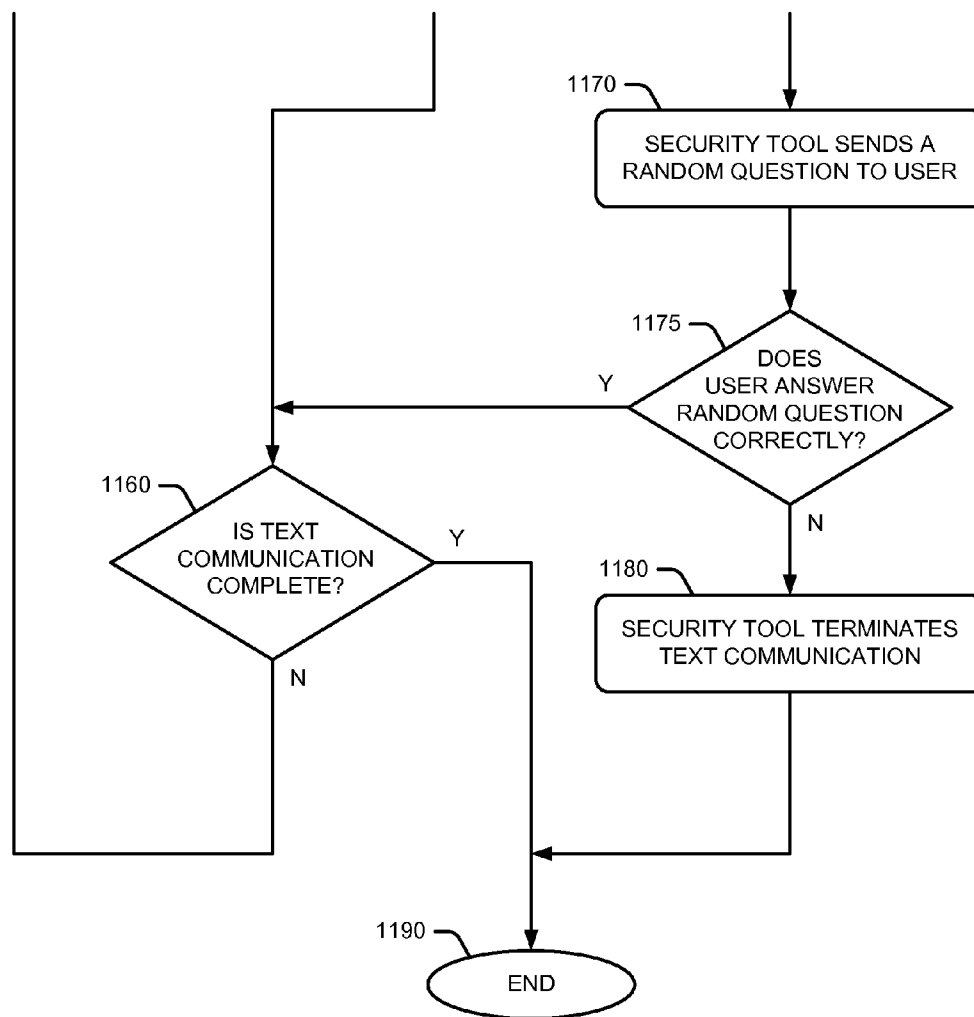 1170
SECURITY TOOL SENDS A
RANDOM QUESTION TO USER
1175
DOES
USER ANSWER
RANDOM QUESTION
CORRECTLY?
Y
N
1160
IS TEXT
COMMUNICATION
COMPLETE?
Y
N
1180
SECURITY TOOL TERMINATES
TEXT COMMUNICATION
1190
END